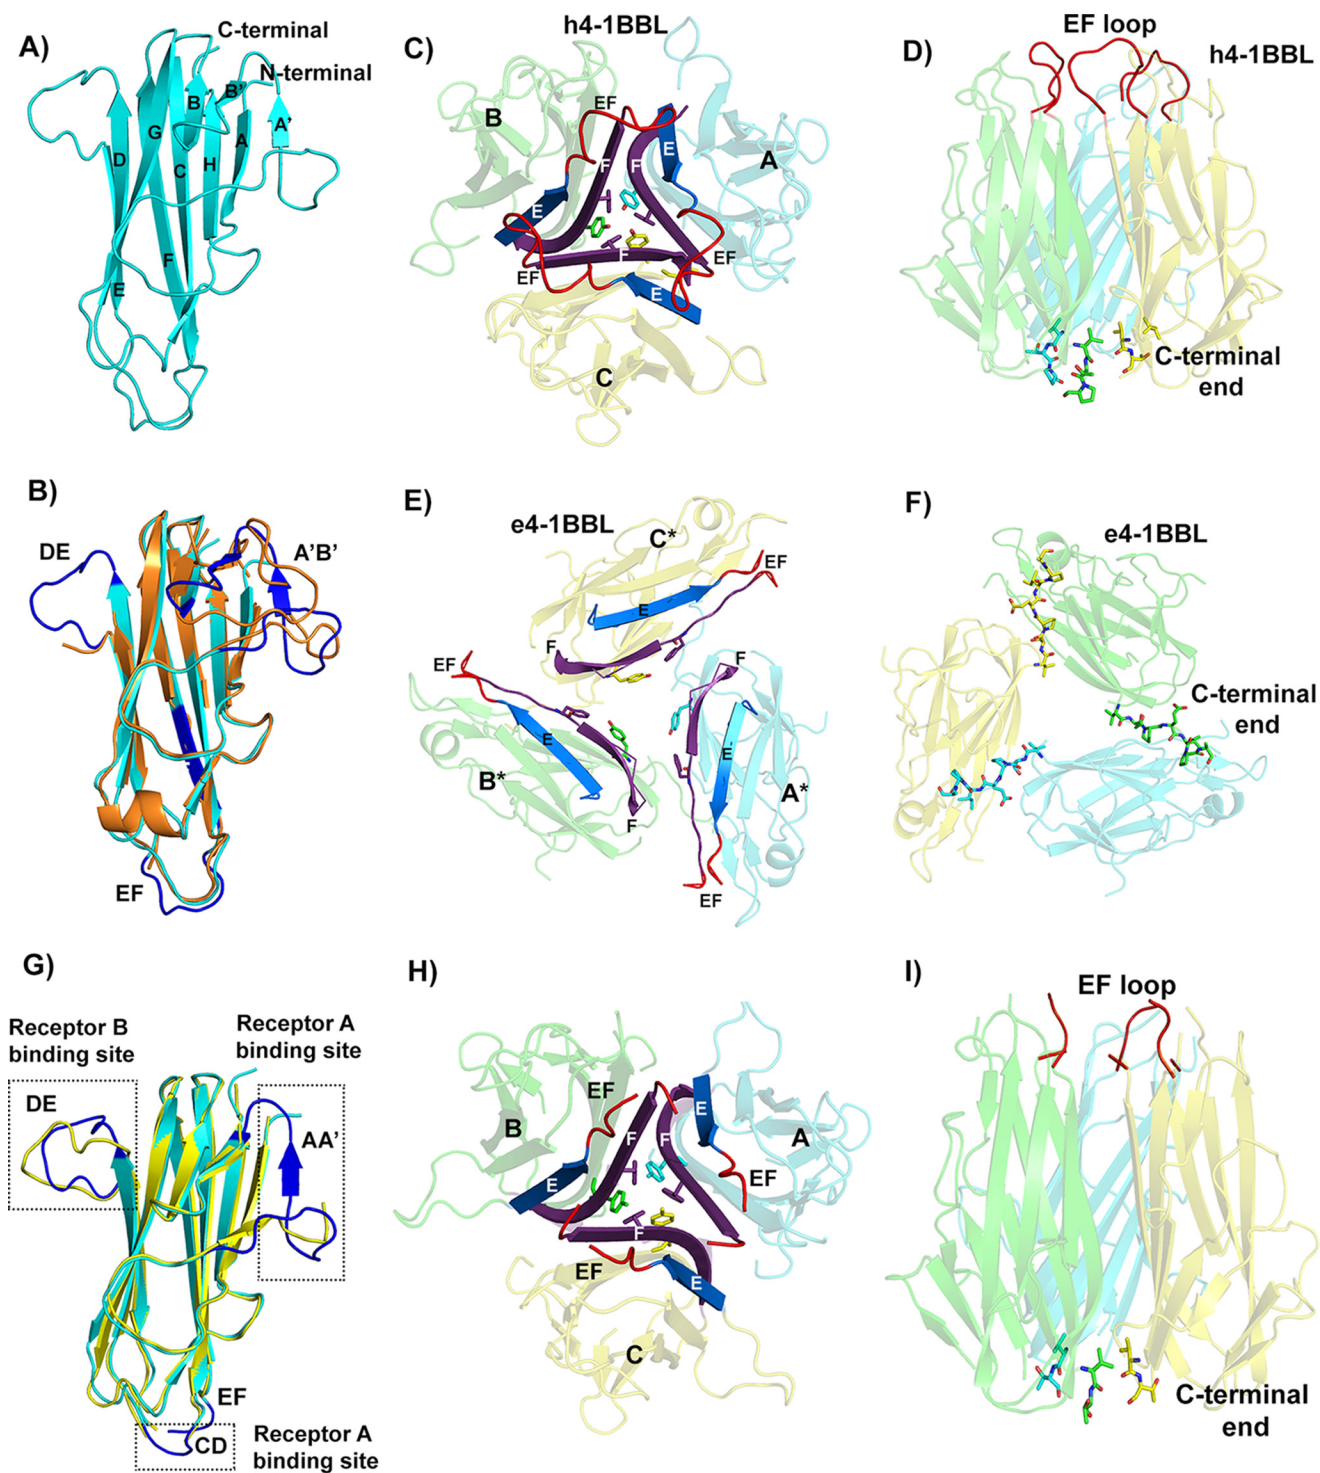 A)
C-terminal
N-terminal
B
B'
A'
G
D
C
H
A
F
E
C)
h4-1BBL
EF
B
A
E
F
F
E
EF
F
EF
E
C
D)
EF loop
h4-1BBL
C-terminal
end
B)
DE
A'B'
EF
E)
e4-1BBL
C*
EF
E
F
EF
F
E
E
B*
A*
F
EF
F)
e4-1BBL
C-terminal
end
G)
Receptor B
binding site
Receptor A
binding site
DE
AA'
EF
CD
Receptor A
binding site
H)
EF
B
E
A
F
F
EF
E
F
EF
E
C
I)
EF loop
C-terminal
end